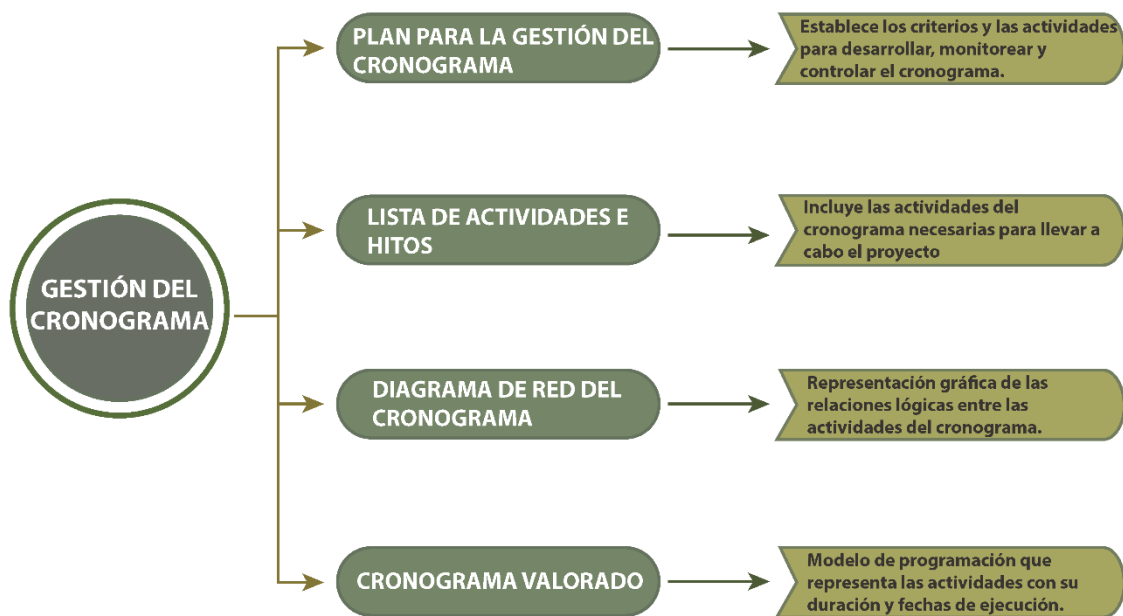 GESTIÓN DEL
CRONOGRAMA
PLAN PARA LA GESTIÓN DEL
CRONOGRAMA
Establece los criterios y las actividades
para desarrollar, monitorear y
controlar el cronograma.
LISTA DE ACTIVIDADES E
HITOS
Incluye las actividades del
cronograma necesarias para llevar a
cabo el proyecto
DIAGRAMA DE RED DEL
CRONOGRAMA
Representación gráfica de las
relaciones lógicas entre las
actividades del cronograma.
CRONOGRAMA VALORADO
Modelo de programación que
representa las actividades con su
duración y fechas de ejecución.